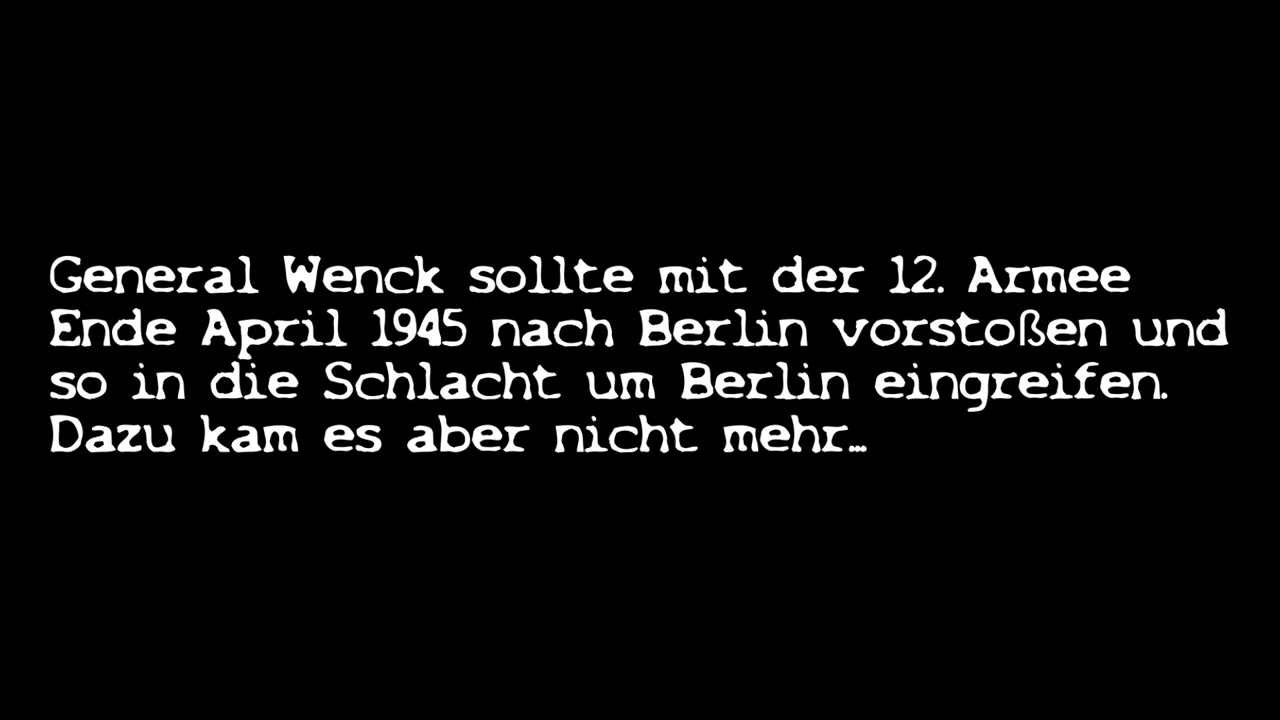 General Wenck sollte mit der 12. Armee
Ende April 1945 nach Berlin vorstoßen und
so in die Schlacht um Berlin eingreifen.
Dazu kam es aber nicht mehr...